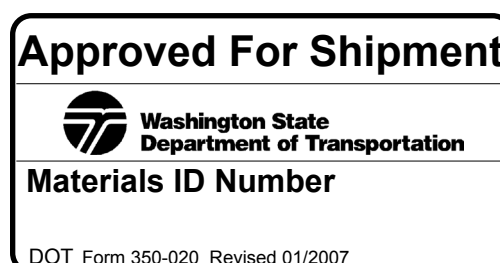 Approved For Shipment
Washington State
Department of Transportation
Materials ID Number
DOT Form 350-020 Revised 01/2007